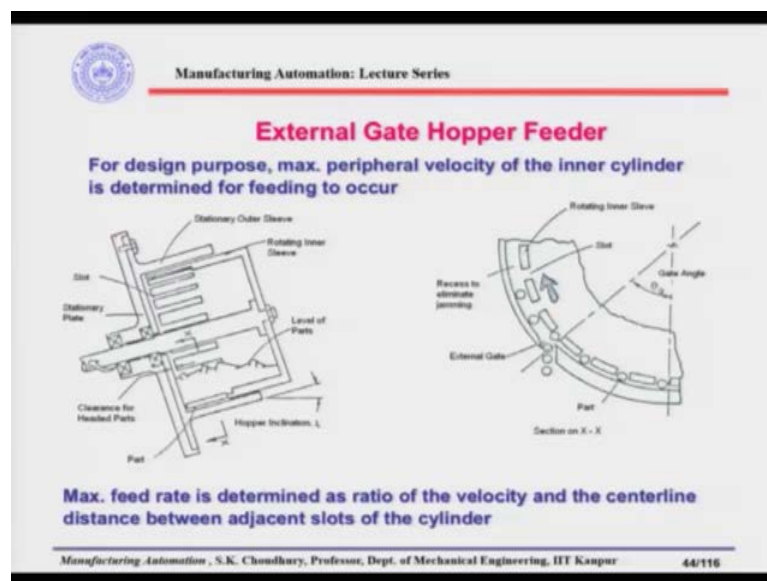 Manufacturing Automation: Lecture Series
External Gate Hopper Feeder
For design purpose, max. peripheral velocity of the inner cylinder
is determined for feeding to occur
Stationary Outer Sleeve
Rotating Inner
Sleeve
Slot
Stationary
Plate
Level of
Parts
Clearance for
Headed Parts
Hopper Inclination,
Part
Rotating Inner Sleve
Slot
Gate Angle
Recess to
eliminate
jamming
External Gate
Part
Section on X - X
Max. feed rate is determined as ratio of the velocity and the centerline
distance between adjacent slots of the cylinder
Manufacturing Automation , S.K. Choudhury, Professor, Dept. of Mechanical Engineering, IIT Kanpur
44/116